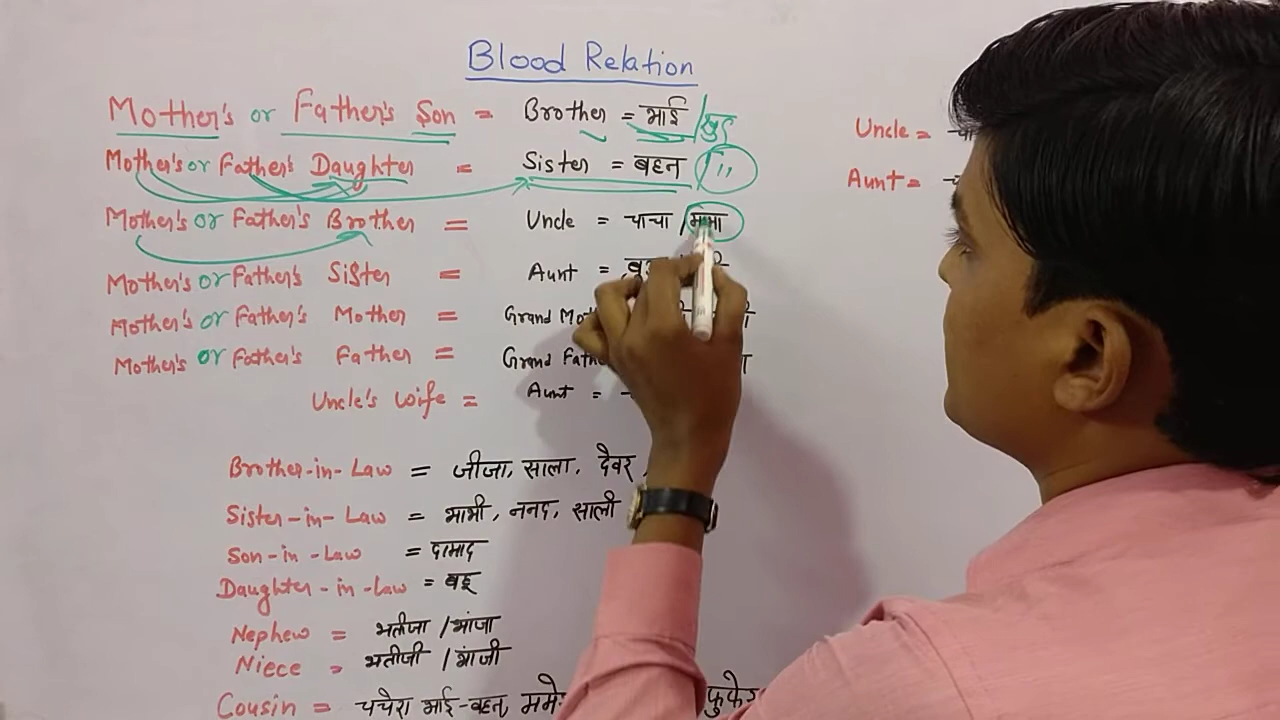 Blood Relation
Mother's or Father's Son = Brother = भाई / खुद
Mother's or Father's Daughter = Sister = बहन / ,,
Mother's or Father's Brother = Uncle = चाचा / मामा
Mother's or Father's Sister = Aunt =
Mother's or Father's Mother = Grand
Mother's or Father's Father = Grand
Uncle's Wife = Aunt =
Brother-in-Law = जीजा, साला, देवर,
Sister-in-Law = भाभी, ननद, साली
Son-in-Law = दामाद
Daughter-in-Law = बहू
Nephew = भतीजा / भांजा
Niece = भतीजी / भांजी
Cousin = चचेरा भाई-बहन,
Uncle =
Aunt =